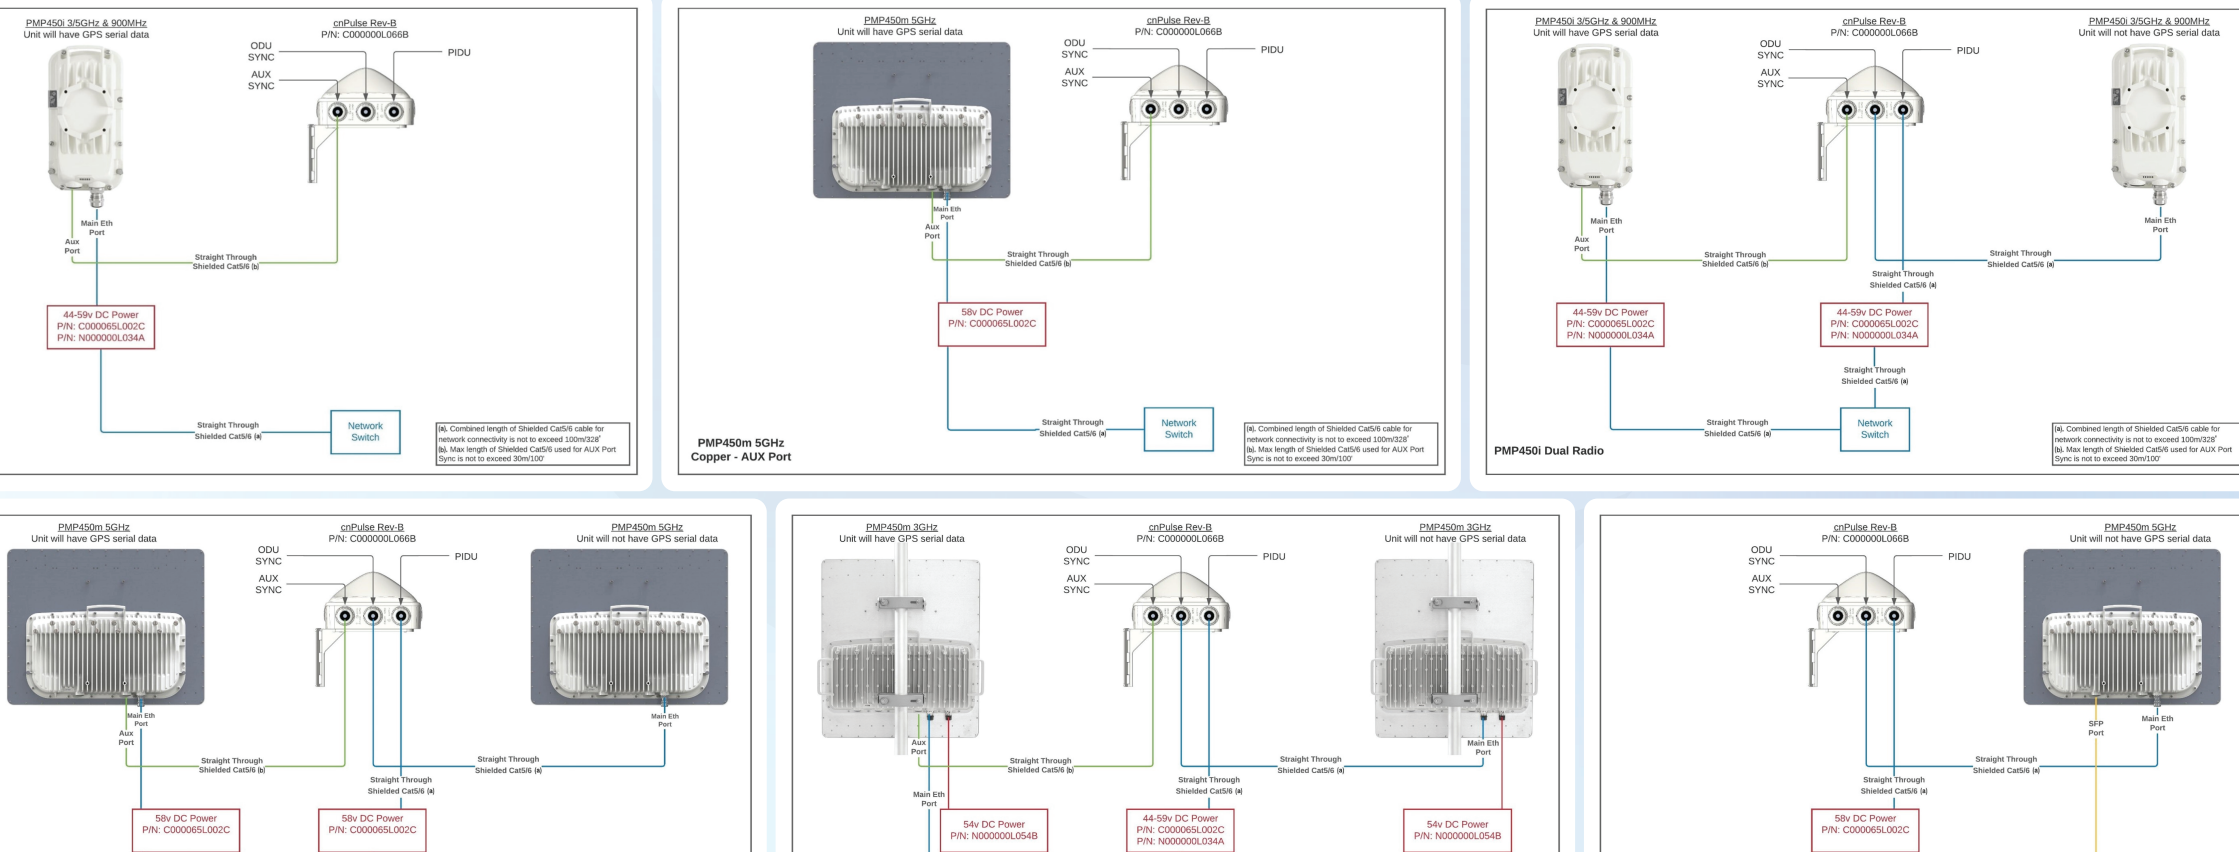 PMP450i 3/5GHz & 900MHz
Unit will have GPS serial data
cnPulse Rev-B
P/N: C000000L066B
ODU
SYNC
PIDU
AUX
SYNC
Main Eth
Port
Aux
Port
Straight Through
Shielded Cat5/6 (b)
44-59v DC Power
P/N: C000065L002C
P/N: N000000L034A
Straight Through
Shielded Cat5/6 (a)
Network
Switch
(a). Combined length of Shielded Cat5/6 cable for
network connectivity is not to exceed 100m/328'
(b). Max length of Shielded Cat5/6 used for AUX Port
Sync is not to exceed 30m/100'
PMP450m 5GHz
Unit will have GPS serial data
cnPulse Rev-B
P/N: C000000L066B
ODU
SYNC
PIDU
AUX
SYNC
Main Eth
Port
Aux
Port
Straight Through
Shielded Cat5/6 (b)
58v DC Power
P/N: C000065L002C
Straight Through
Shielded Cat5/6 (a)
Network
Switch
PMP450m 5GHz
Copper - AUX Port
(a). Combined length of Shielded Cat5/6 cable for
network connectivity is not to exceed 100m/328'
(b). Max length of Shielded Cat5/6 used for AUX Port
Sync is not to exceed 30m/100'
PMP450i 3/5GHz & 900MHz
Unit will have GPS serial data
cnPulse Rev-B
P/N: C000000L066B
PMP450i 3/5GHz & 900MHz
Unit will not have GPS serial data
ODU
SYNC
PIDU
AUX
SYNC
Main Eth
Port
Main Eth
Port
Aux
Port
Straight Through
Shielded Cat5/6 (b)
Straight Through
Shielded Cat5/6 (a)
Straight Through
Shielded Cat5/6 (a)
44-59v DC Power
P/N: C000065L002C
P/N: N000000L034A
44-59v DC Power
P/N: C000065L002C
P/N: N000000L034A
Straight Through
Shielded Cat5/6 (a)
Straight Through
Shielded Cat5/6 (a)
Network
Switch
PMP450i Dual Radio
(a). Combined length of Shielded Cat5/6 cable for
network connectivity is not to exceed 100m/328'
(b). Max length of Shielded Cat5/6 used for AUX Port
Sync is not to exceed 30m/100'
PMP450m 5GHz
Unit will have GPS serial data
cnPulse Rev-B
P/N: C000000L066B
PMP450m 5GHz
Unit will not have GPS serial data
ODU
SYNC
PIDU
AUX
SYNC
Main Eth
Port
Main Eth
Port
Aux
Port
Straight Through
Shielded Cat5/6 (b)
Straight Through
Shielded Cat5/6 (a)
Straight Through
Shielded Cat5/6 (a)
58v DC Power
P/N: C000065L002C
58v DC Power
P/N: C000065L002C
PMP450m 3GHz
Unit will have GPS serial data
cnPulse Rev-B
P/N: C000000L066B
PMP450m 3GHz
Unit will not have GPS serial data
ODU
SYNC
PIDU
AUX
SYNC
Aux
Port
Main Eth
Port
Straight Through
Shielded Cat5/6 (b)
Straight Through
Shielded Cat5/6 (a)
Straight Through
Shielded Cat5/6 (a)
Main Eth
Port
54v DC Power
P/N: N000000L054B
44-59v DC Power
P/N: C000065L002C
P/N: N000000L034A
54v DC Power
P/N: N000000L054B
cnPulse Rev-B
P/N: C000000L066B
PMP450m 5GHz
Unit will not have GPS serial data
ODU
SYNC
PIDU
AUX
SYNC
SFP
Port
Main Eth
Port
Straight Through
Shielded Cat5/6 (a)
Straight Through
Shielded Cat5/6 (a)
58v DC Power
P/N: C000065L002C